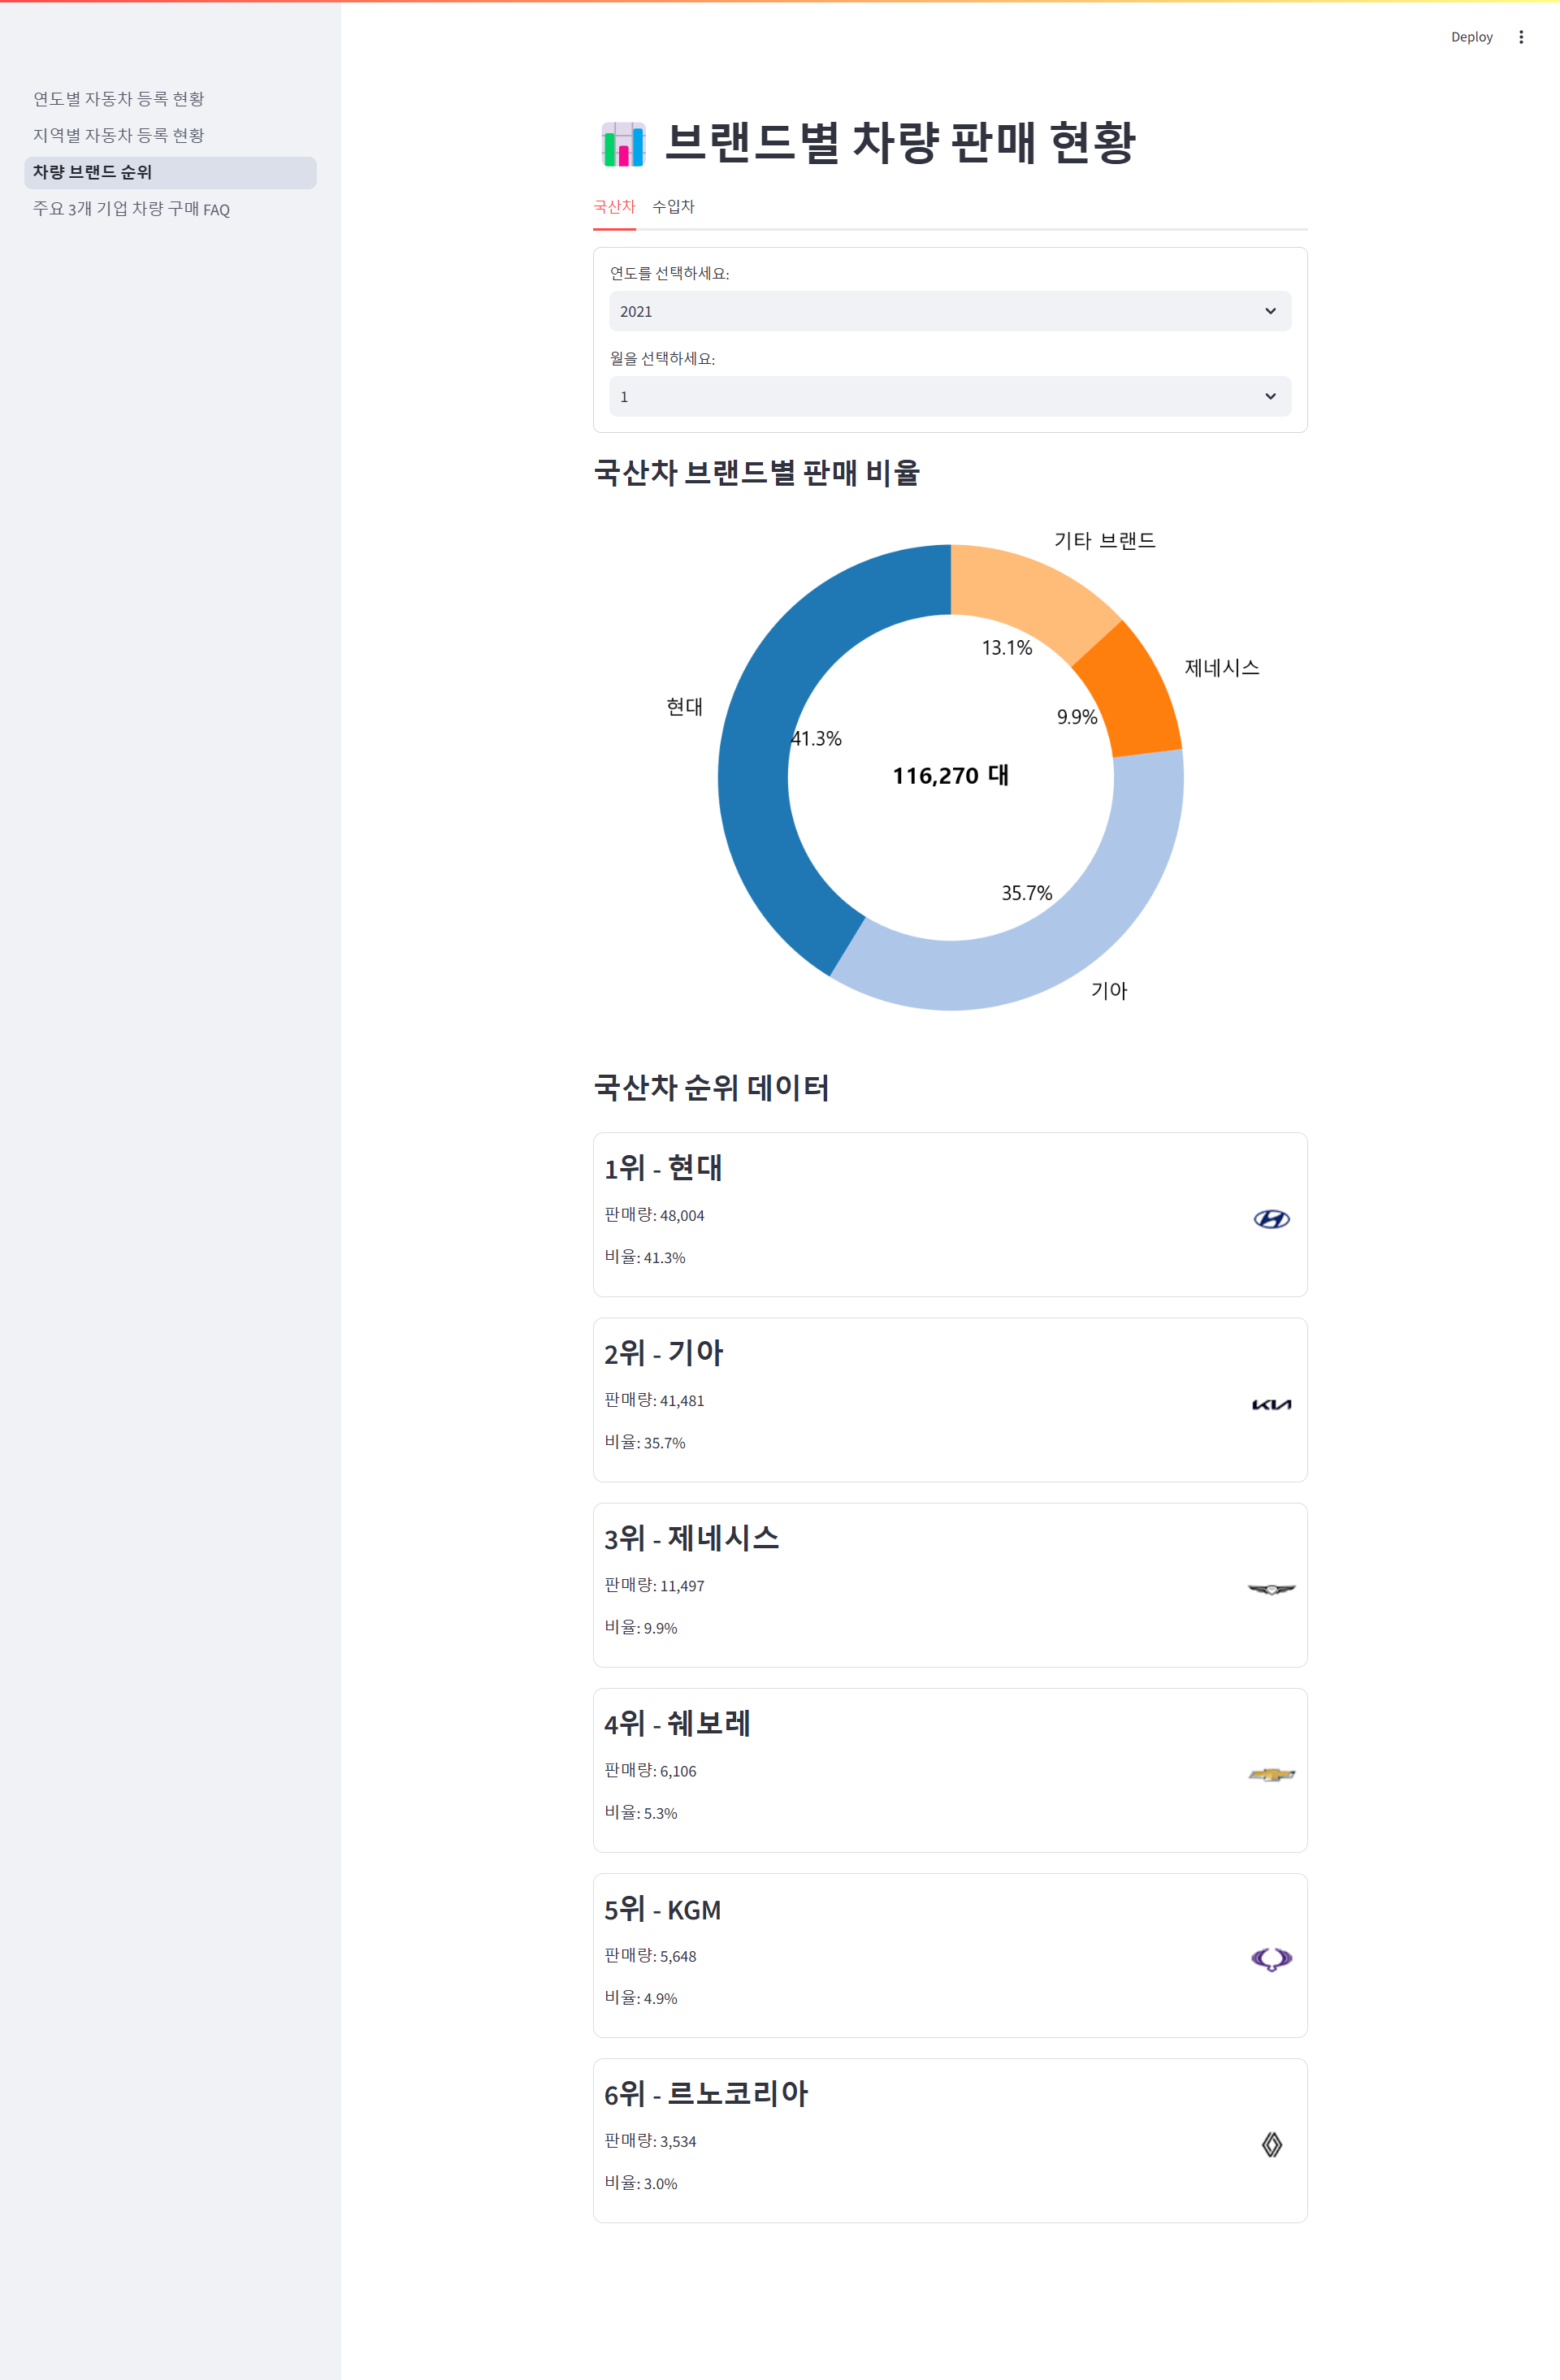 Deploy
연도별 자동차 등록 현황
지역별 자동차 등록 현황
차량 브랜드 순위
주요 3개 기업 차량 구매 FAQ
브랜드별 차량 판매 현황
국산차 수입차
연도를 선택하세요:
2021
월을 선택하세요:
1
국산차 브랜드별 판매 비율
기타 브랜드
13.1%
제네시스
현대
9.9%
41.3%
116,270 대
35.7%
기아
국산차 순위 데이터
1위 - 현대
판매량: 48,004
비율: 41.3%
2위 - 기아
판매량: 41,481
비율: 35.7%
KIA
3위 - 제네시스
판매량: 11,497
비율: 9.9%
4위 - 쉐보레
판매량: 6,106
비율: 5.3%
5위 - KGM
판매량: 5,648
비율: 4.9%
6위 - 르노코리아
판매량: 3,534
비율: 3.0%